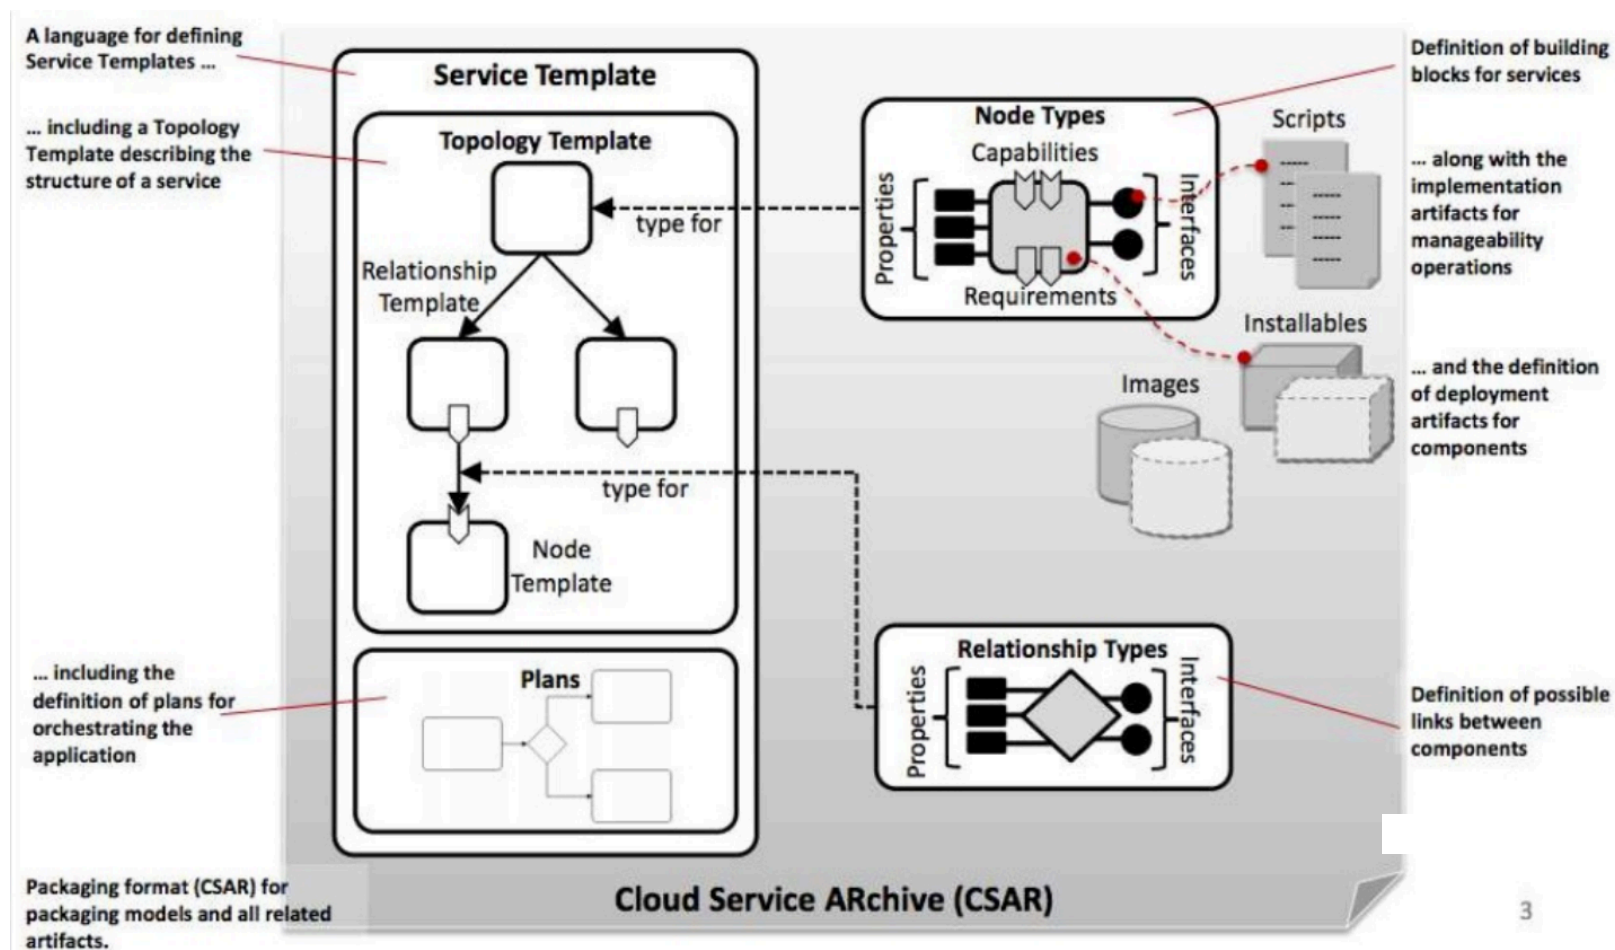 A language for defining
Service Templates ...
... including a Topology
Template describing the
structure of a service
... including the
definition of plans for
orchestrating the
application
Packaging format (CSAR) for
packaging models and all related
artifacts.
Service Template
Topology Template
type for
Relationship
Template
type for
Node
Template
Plans
Node Types
Capabilities
Properties
Interfaces
Requirements
Scripts
Installables
Images
Relationship Types
Properties
Interfaces
Cloud Service ARchive (CSAR)
Definition of building
blocks for services
... along with the
implementation
artifacts for
manageability
operations
... and the definition
of deployment
artifacts for
components
Definition of possible
links between
components
3